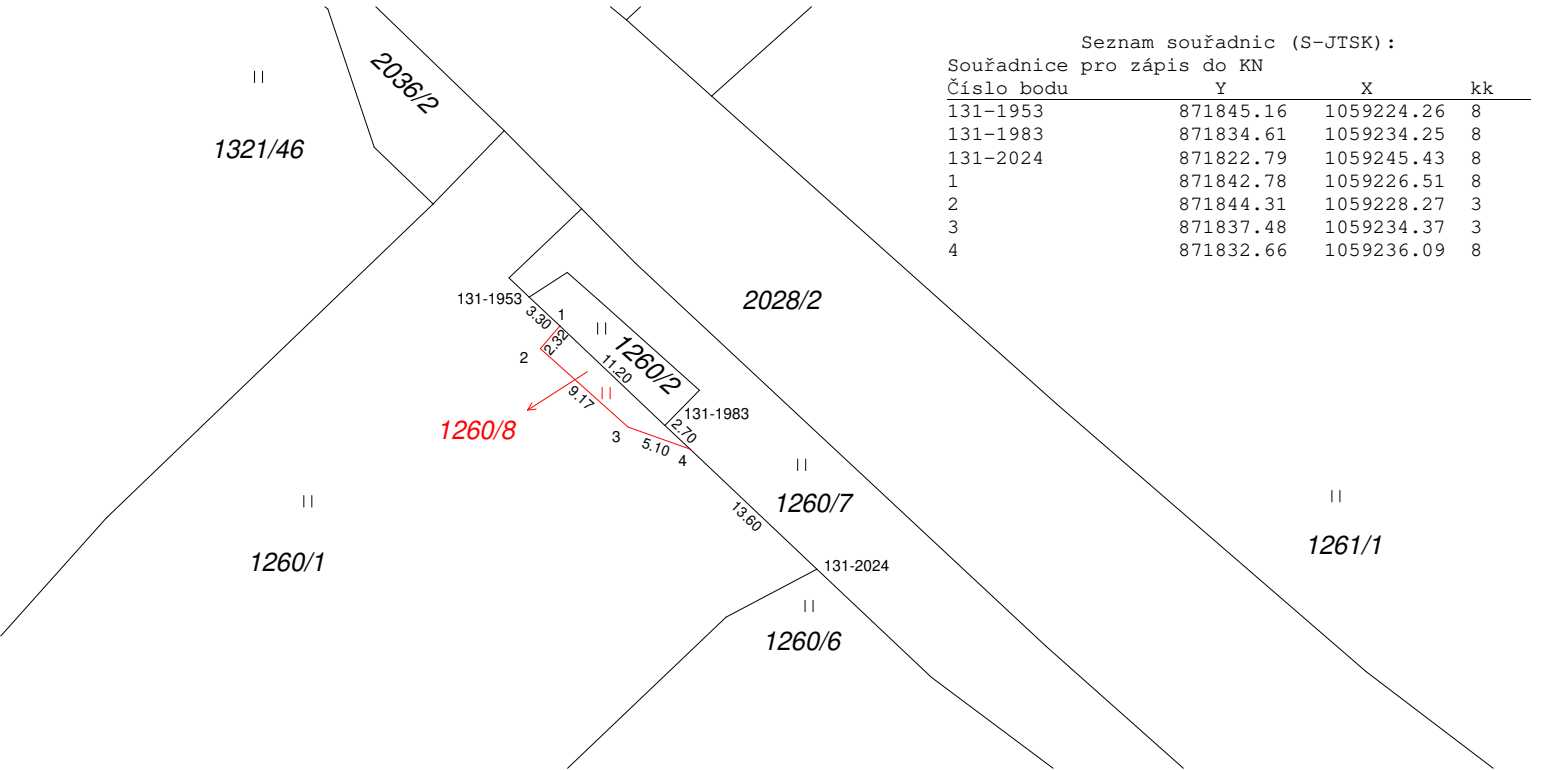 Seznam souřadnic (S-JTSK):
Souřadnice pro zápis do KN
Číslo bodu Y X kk
131-1953 871845.16 1059224.26 8
131-1983 871834.61 1059234.25 8
131-2024 871822.79 1059245.43 8
1 871842.78 1059226.51 8
2 871844.31 1059228.27 3
3 871837.48 1059234.37 3
4 871832.66 1059236.09 8
2036/2
1321/46
2028/2
131-1953
3.30
1
2.32
2
1260/2
11.20
9.17
131-1983
2.70
1260/8
3
5.10
4
1260/7
13.60
1261/1
1260/1
131-2024
1260/6